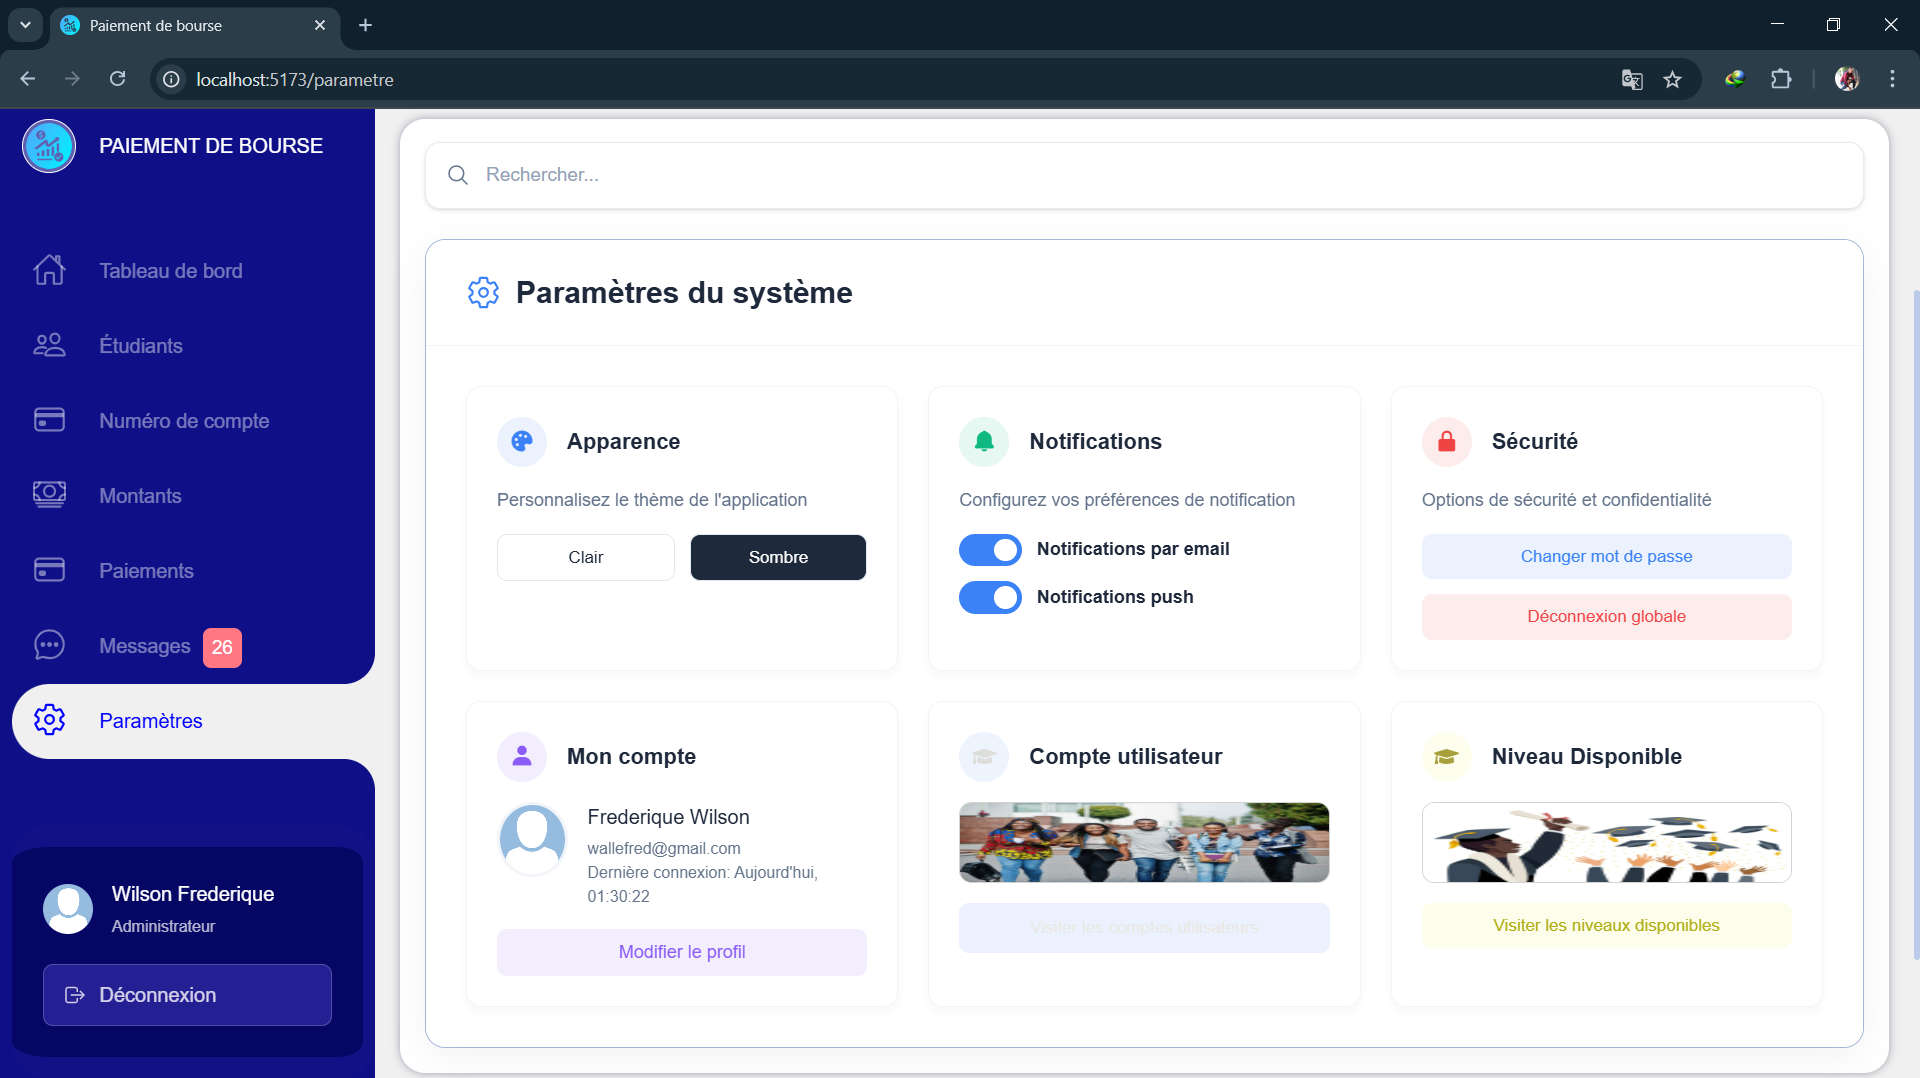 Paiement de bourse
localhost:5173/parametre
PAIEMENT DE BOURSE
Tableau de bord
Étudiants
Numéro de compte
Montants
Paiements
Messages 26
Paramètres
Wilson Frederique
Administrateur
Déconnexion
Rechercher...
Paramètres du système
Apparence
Personnalisez le thème de l'application
Clair
Sombre
Notifications
Configurez vos préférences de notification
Notifications par email
Notifications push
Sécurité
Options de sécurité et confidentialité
Changer mot de passe
Déconnexion globale
Mon compte
Frederique Wilson
wallefred@gmail.com
Dernière connexion: Aujourd'hui,
01:30:22
Modifier le profil
Compte utilisateur
Visiter les comptes utilisateurs
Niveau Disponible
Visiter les niveaux disponibles